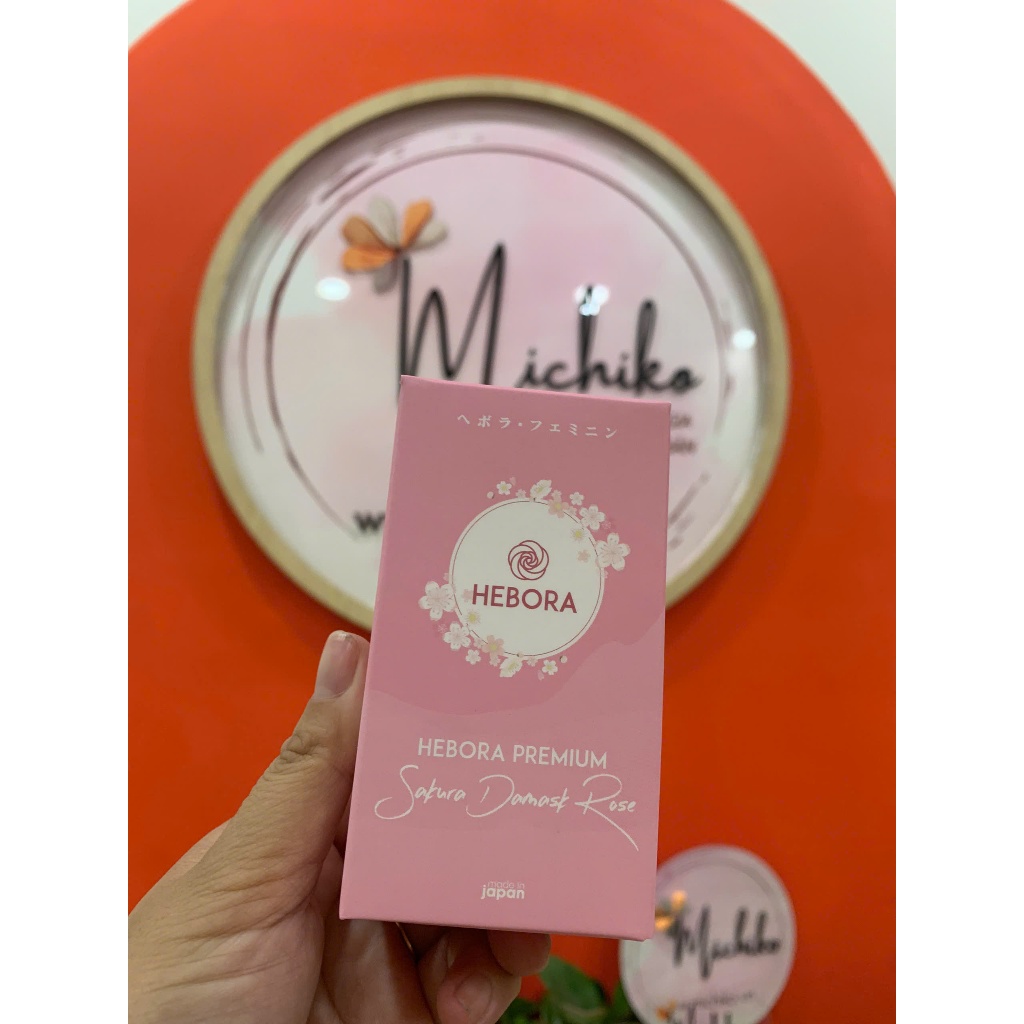 Michiko
ヘボラ・フェミニン
HEBORA
HEBORA PREMIUM
Sakura Damask Rose
made in
japan
Michiko